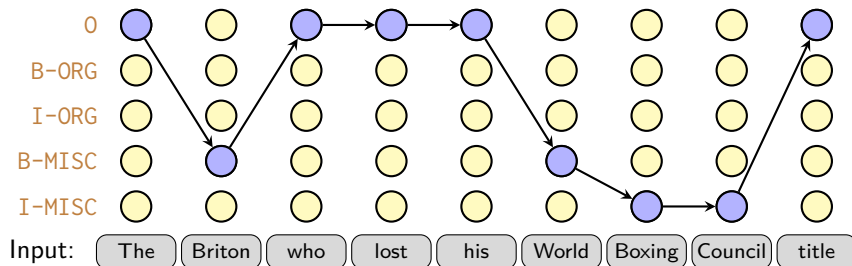 O
B-ORG
I-ORG
B-MISC
I-MISC
Input: The Briton who lost his World Boxing Council title